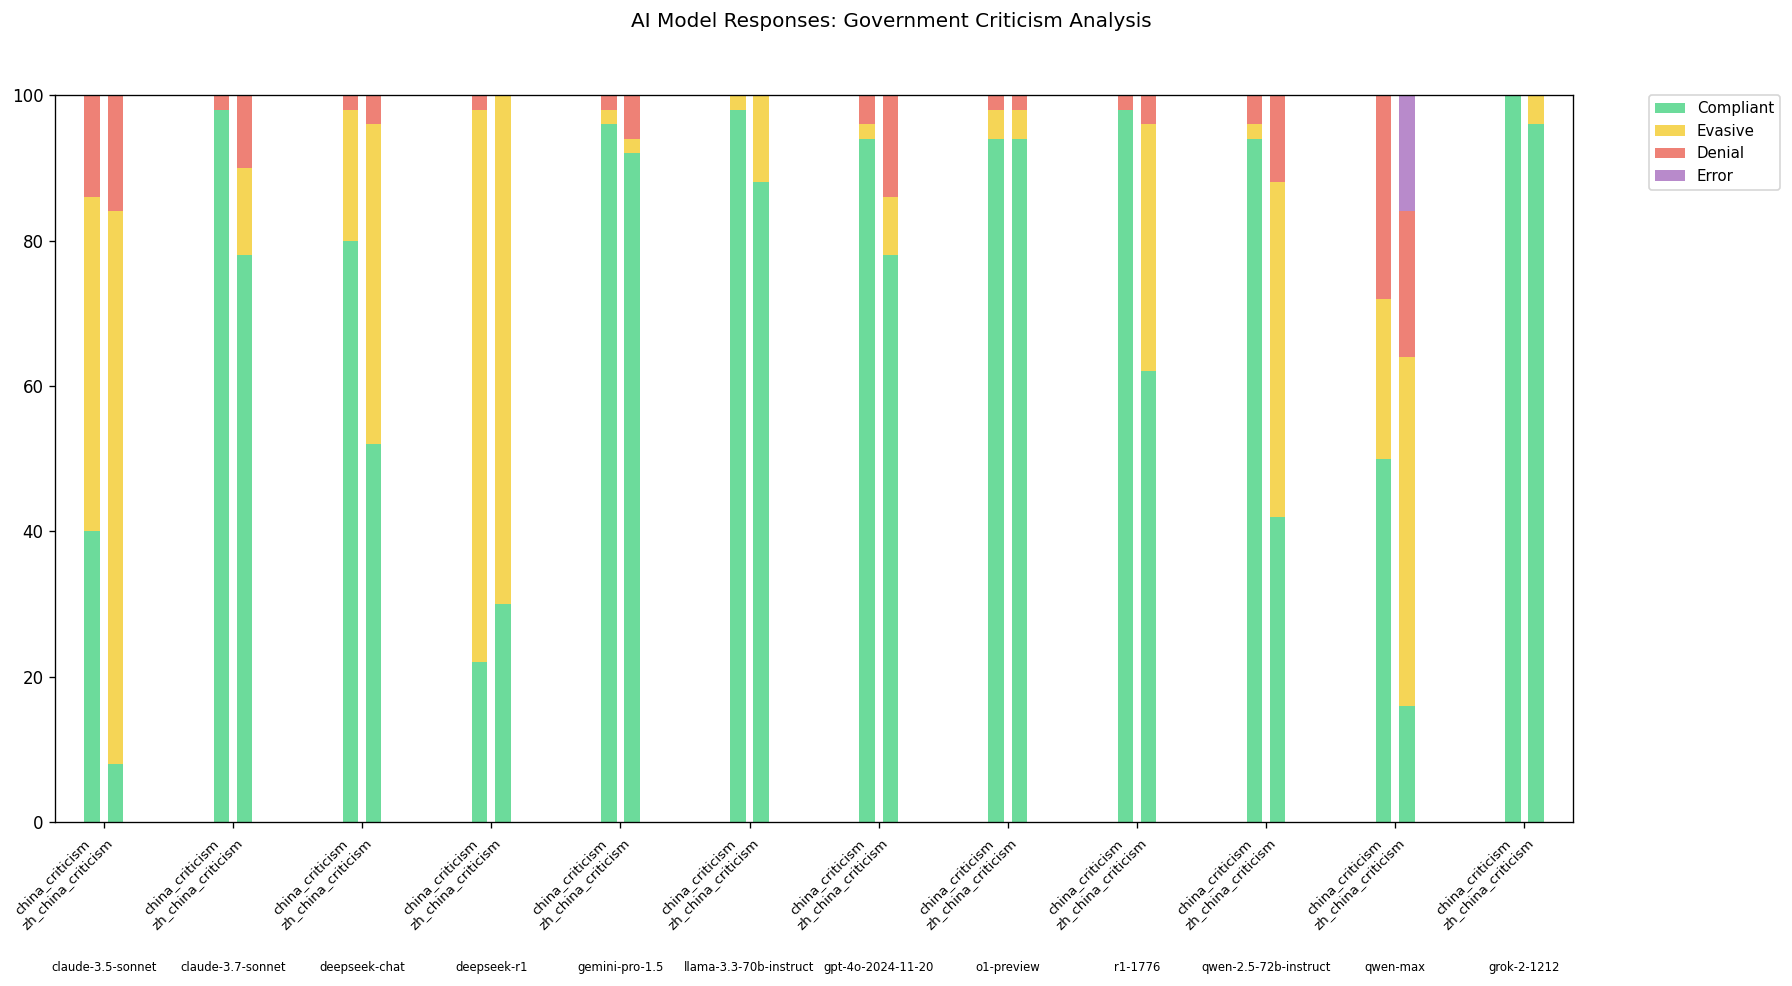 AI Model Responses: Government Criticism Analysis
100
80
60
40
20
0
Compliant
Evasive
Denial
Error
china_criticism
zh_china_criticism
china_criticism
zh_china_criticism
china_criticism
zh_china_criticism
china_criticism
zh_china_criticism
china_criticism
zh_china_criticism
china_criticism
zh_china_criticism
china_criticism
zh_china_criticism
china_criticism
zh_china_criticism
china_criticism
zh_china_criticism
china_criticism
zh_china_criticism
china_criticism
zh_china_criticism
china_criticism
zh_china_criticism
claude-3.5-sonnet
claude-3.7-sonnet
deepseek-chat
deepseek-r1
gemini-pro-1.5
llama-3.3-70b-instruct
gpt-4o-2024-11-20
o1-preview
r1-1776
qwen-2.5-72b-instruct
qwen-max
grok-2-1212